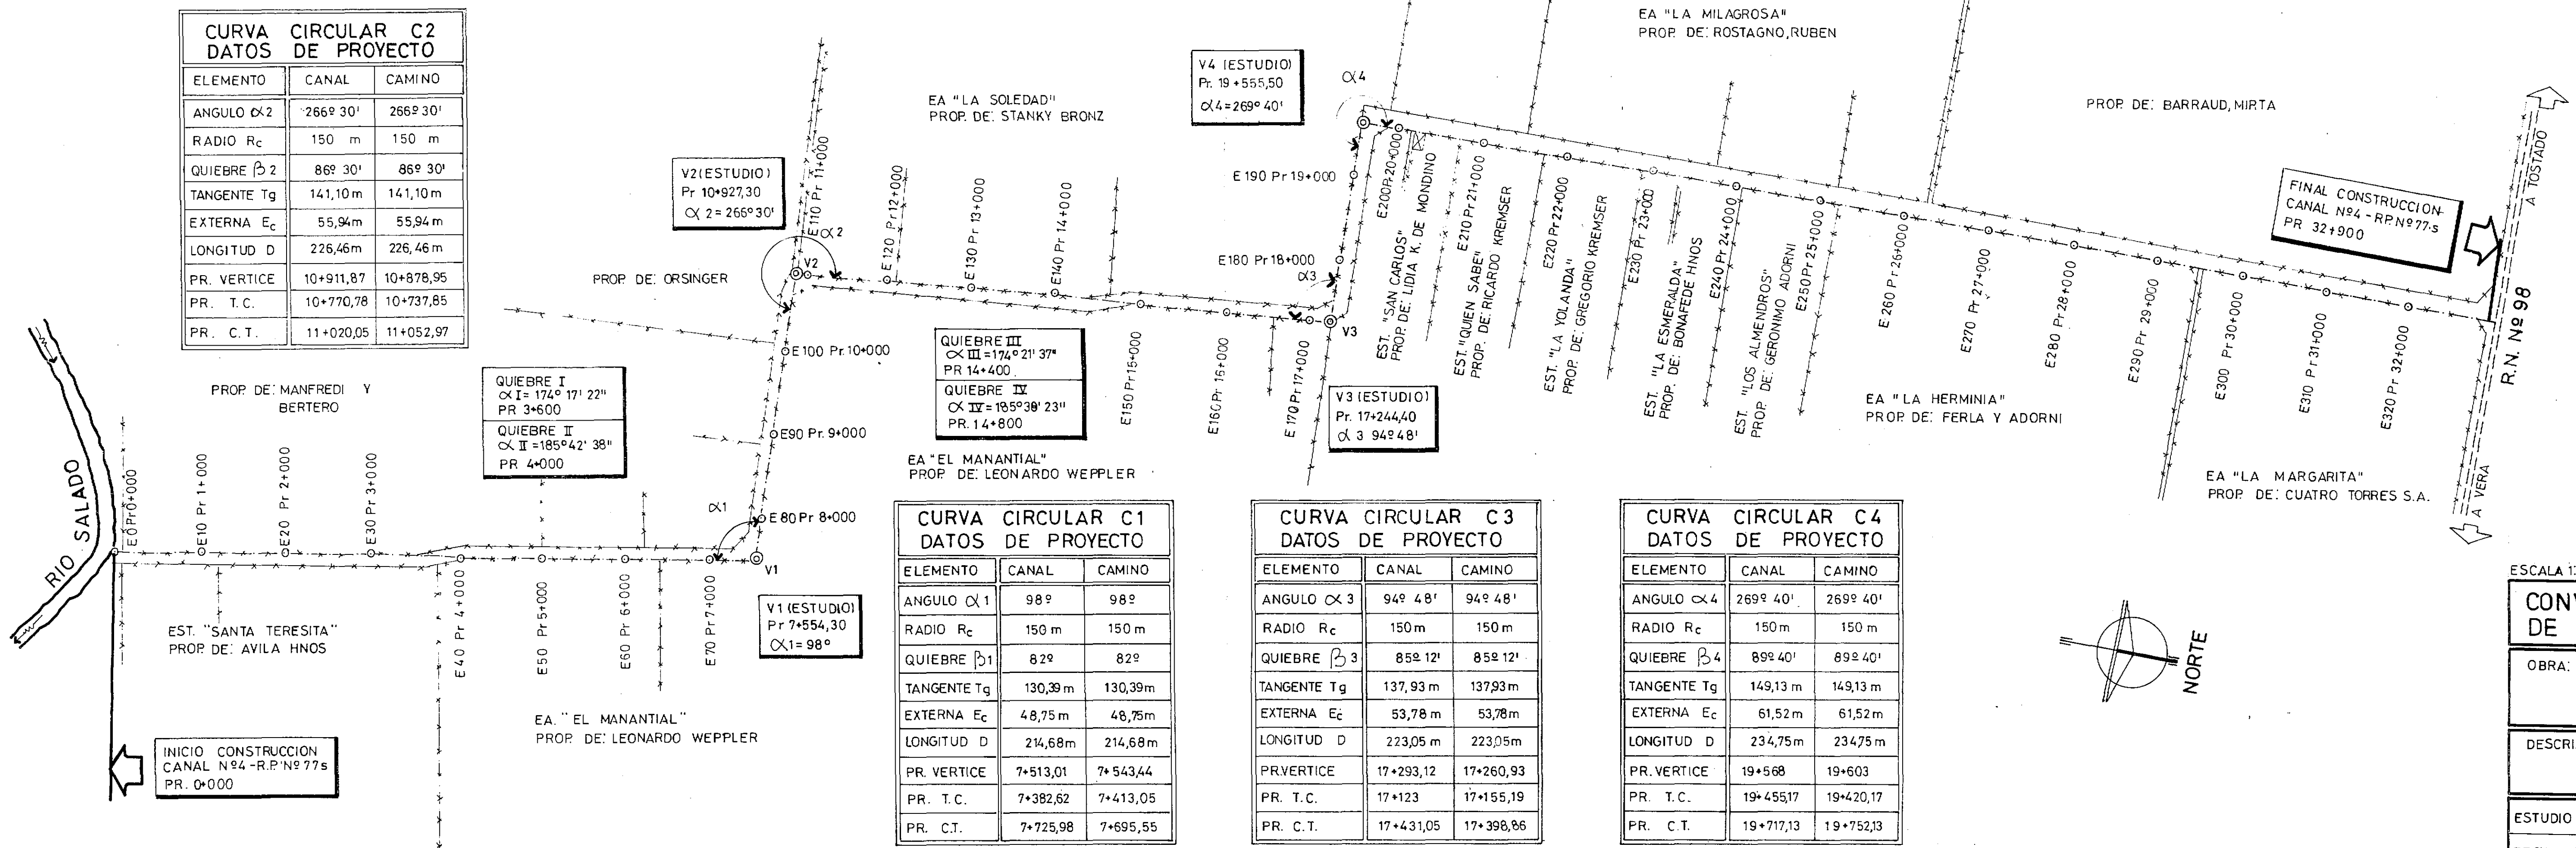 CURVA CIRCULAR C2
DATOS DE PROYECTO
ELEMENTO CANAL CAMINO
ANGULO α2 266º 30' 266º 30'
RADIO Rc 150 m 150 m
QUIEBRE β2 86º 30' 86º 30'
TANGENTE Tg 141,10 m 141,10 m
EXTERNA Ec 55,94 m 55,94 m
LONGITUD D 226,46m 226,46 m
PR. VERTICE 10+911,87 10+878,95
PR. T.C. 10+770,78 10+737,85
PR. C.T. 11+020,05 11+052,97
PROP. DE: MANFREDI Y
BERTERO
RIO SALADO
E0 Pr 0+000
E10 Pr 1+000
E20 Pr 2+000
E30 Pr 3+000
EST. "SANTA TERESITA"
PROP. DE: AVILA HNOS
INICIO CONSTRUCCION
CANAL Nº4 -R.P. Nº 77s
PR. 0+000
QUIEBRE I
α I = 174º 17' 22"
PR 3+600
QUIEBRE II
α II =185º42' 38"
PR 4+000
E40 Pr 4+000
E50 Pr 5+000
E60 Pr 6+000
E70 Pr 7+000
EA. "EL MANANTIAL"
PROP. DE: LEONARDO WEPPLER
α1
V1
V1 (ESTUDIO)
Pr 7+554,30
α1= 98º
E 80 Pr 8+000
E90 Pr. 9+000
E100 Pr. 10+000
PROP. DE: ORSINGER
V2(ESTUDIO)
Pr 10+927,30
α 2= 266º30'
E110 Pr 11+000
α2
V2
EA "LA SOLEDAD"
PROP. DE: STANKY BRONZ
E120 Pr 12+000
E130 Pr 13+000
E140 Pr 14+000
QUIEBRE III
α III =174º 21' 37"
PR 14+400
QUIEBRE IV
α IV =185º38' 23"
PR. 14+800
EA "EL MANANTIAL"
PROP. DE: LEONARDO WEPPLER
E150 Pr 15+000
E160 Pr 16+000
E170 Pr 17+000
V3
α3
V3 (ESTUDIO)
Pr. 17+244,40
α 3 94º48'
E180 Pr 18+000
E190 Pr 19+000
V4 (ESTUDIO)
Pr. 19+555,50
α4=269º 40'
α4
EA "LA MILAGROSA"
PROP. DE: ROSTAGNO, RUBEN
E200 Pr 20+000
EST. "SAN CARLOS"
PROP. DE: LIDIA K. DE MONDINO
E210 Pr 21+000
EST. "QUIEN SABE"
PROP. DE: RICARDO KREMSER
E220 Pr 22+000
EST. "LA YOLANDA"
PROP. DE: GREGORIO KREMSER
E230 Pr 23+000
EST. "LA ESMERALDA"
PROP. DE: BONAFEDE HNOS
E240 Pr 24+000
EST. "LOS ALMENDROS"
PROP. DE: GERONIMO ADORNI
E250 Pr 25+000
E 260 Pr 26+000
E270 Pr 27+000
E280 Pr 28+000
E290 Pr 29+000
E300 Pr 30+000
E310 Pr 31+000
E320 Pr 32+000
EA "LA HERMINIA"
PROP. DE: FERLA Y ADORNI
PROP. DE: BARRAUD, MIRTA
FINAL CONSTRUCCION
CANAL Nº4 -R.P. Nº77-s
PR 32+900
A TOSTADO
R.N. Nº 98
A VERA
EA "LA MARGARITA"
PROP. DE: CUATRO TORRES S.A.
CURVA CIRCULAR C1
DATOS DE PROYECTO
ELEMENTO CANAL CAMINO
ANGULO α1 98º 98º
RADIO Rc 150 m 150 m
QUIEBRE β1 82º 82º
TANGENTE Tg 130,39 m 130,39m
EXTERNA Ec 48,75 m 48,75m
LONGITUD D 214,68m 214,68m
PR. VERTICE 7+513,01 7+543,44
PR. T.C. 7+382,62 7+413,05
PR. C.T. 7+725,98 7+695,55
CURVA CIRCULAR C3
DATOS DE PROYECTO
ELEMENTO CANAL CAMINO
ANGULO α3 94º 48' 94º 48'
RADIO Rc 150m 150 m
QUIEBRE β3 85º 12' 85º 12'
TANGENTE Tg 137,93 m 137,93m
EXTERNA Ec 53,78 m 53,78m
LONGITUD D 223,05 m 223,05m
PR.VERTICE 17+293,12 17+260,93
PR. T.C. 17+123 17+155,19
PR. C.T. 17+431,05 17+398,86
CURVA CIRCULAR C4
DATOS DE PROYECTO
ELEMENTO CANAL CAMINO
ANGULO α4 269º 40' 269º 40'
RADIO Rc 150m 150 m
QUIEBRE β4 89º 40' 89º 40'
TANGENTE Tg 149,13 m 149,13 m
EXTERNA Ec 61,52 m 61,52 m
LONGITUD D 234,75m 234,75 m
PR. VERTICE 19+568 19+603
PR. T.C. 19+455,17 19+420,17
PR. C.T. 19+717,13 19+752,13
NORTE
ESCALA 1:
DE
OBRA:
ESTUDIO